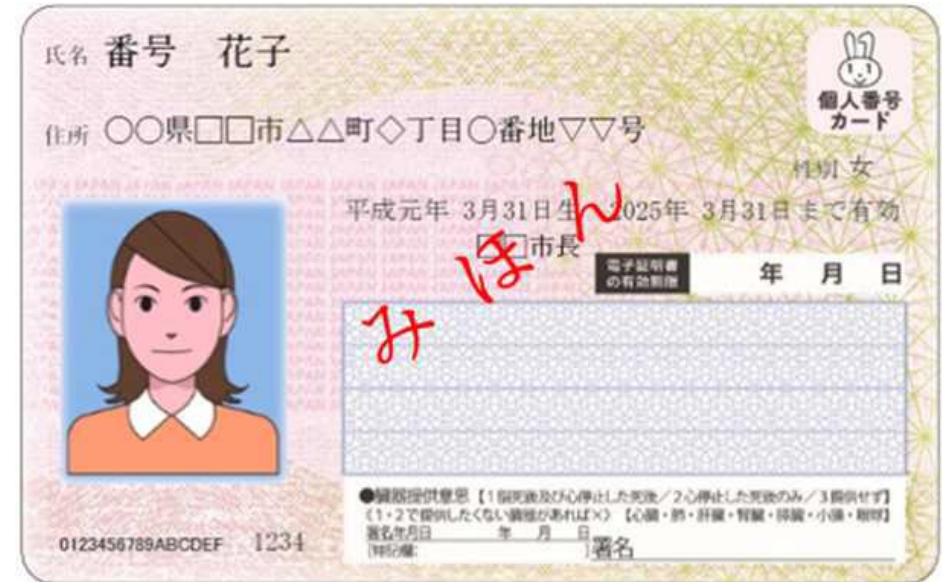 氏名 番号 花子
個人番号
カード
住所 〇〇県□□市△△町◇丁目〇番地▽▽号
性別 女
平成元年 3月31日生 2025年 3月31日まで有効
□□市長
電子証明書
の有効期限
年 月 日
みほん
●臓器提供意思【1脳死後及び心停止した死後/2心停止した死後のみ/3提供せず】
《1・2で提供したくない臓器があれば×》【心臓・肺・肝臓・腎臓・膵臓・小腸・眼球】
署名年月日 年 月 日
[特記欄: ]署名
0123456789ABCDEF 1234